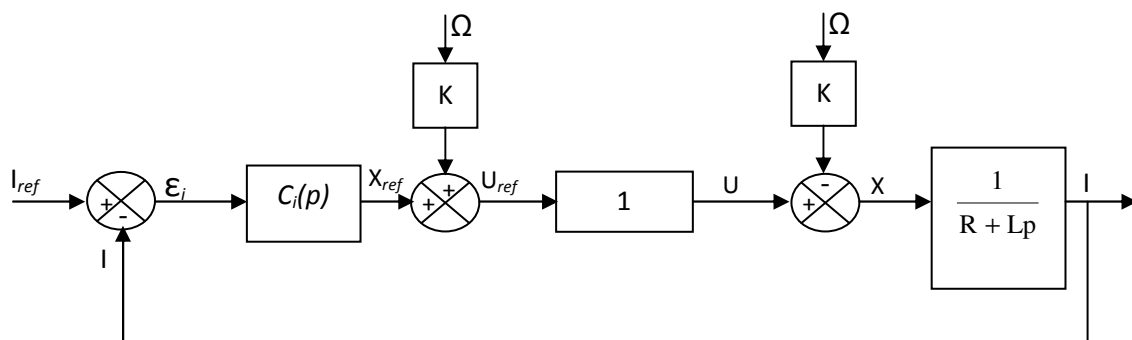 Ω
Ω
K
K
I_ref
+
-
ε_i
C_i(p)
X_ref
+
+
U_ref
1
U
-
+
X
1
R + Lp
I
I